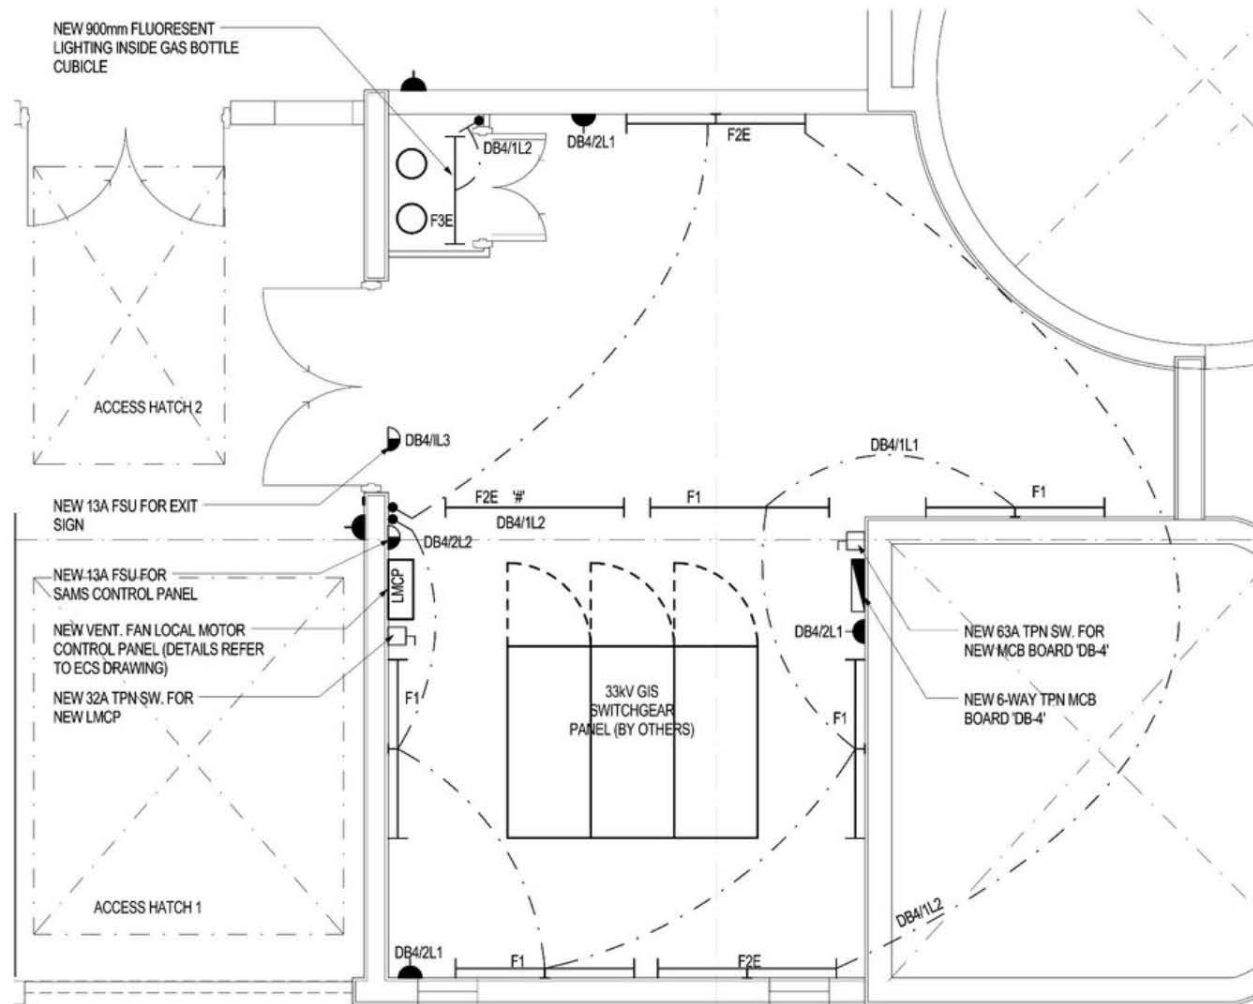 NEW 900mm FLUORESENT
LIGHTING INSIDE GAS BOTTLE
CUBICLE
DB4/1L2
DB4/2L1
F2E
F3E
ACCESS HATCH 2
DB4/IL3
DB4/1L1
NEW 13A FSU FOR EXIT
SIGN
F2E '#'
F1
F1
DB4/1L2
DB4/2L2
NEW 13A FSU FOR
SAMS CONTROL PANEL
LMCP
NEW VENT. FAN LOCAL MOTOR
CONTROL PANEL (DETAILS REFER
TO ECS DRAWING)
DB4/2L1
NEW 63A TPN SW. FOR
NEW MCB BOARD 'DB-4'
NEW 32A TPN SW. FOR
NEW LMCP
F1
33kV GIS
SWITCHGEAR
PANEL (BY OTHERS)
F1
NEW 6-WAY TPN MCB
BOARD 'DB-4'
ACCESS HATCH 1
DB4/1L2
DB4/2L1
F1
F2E